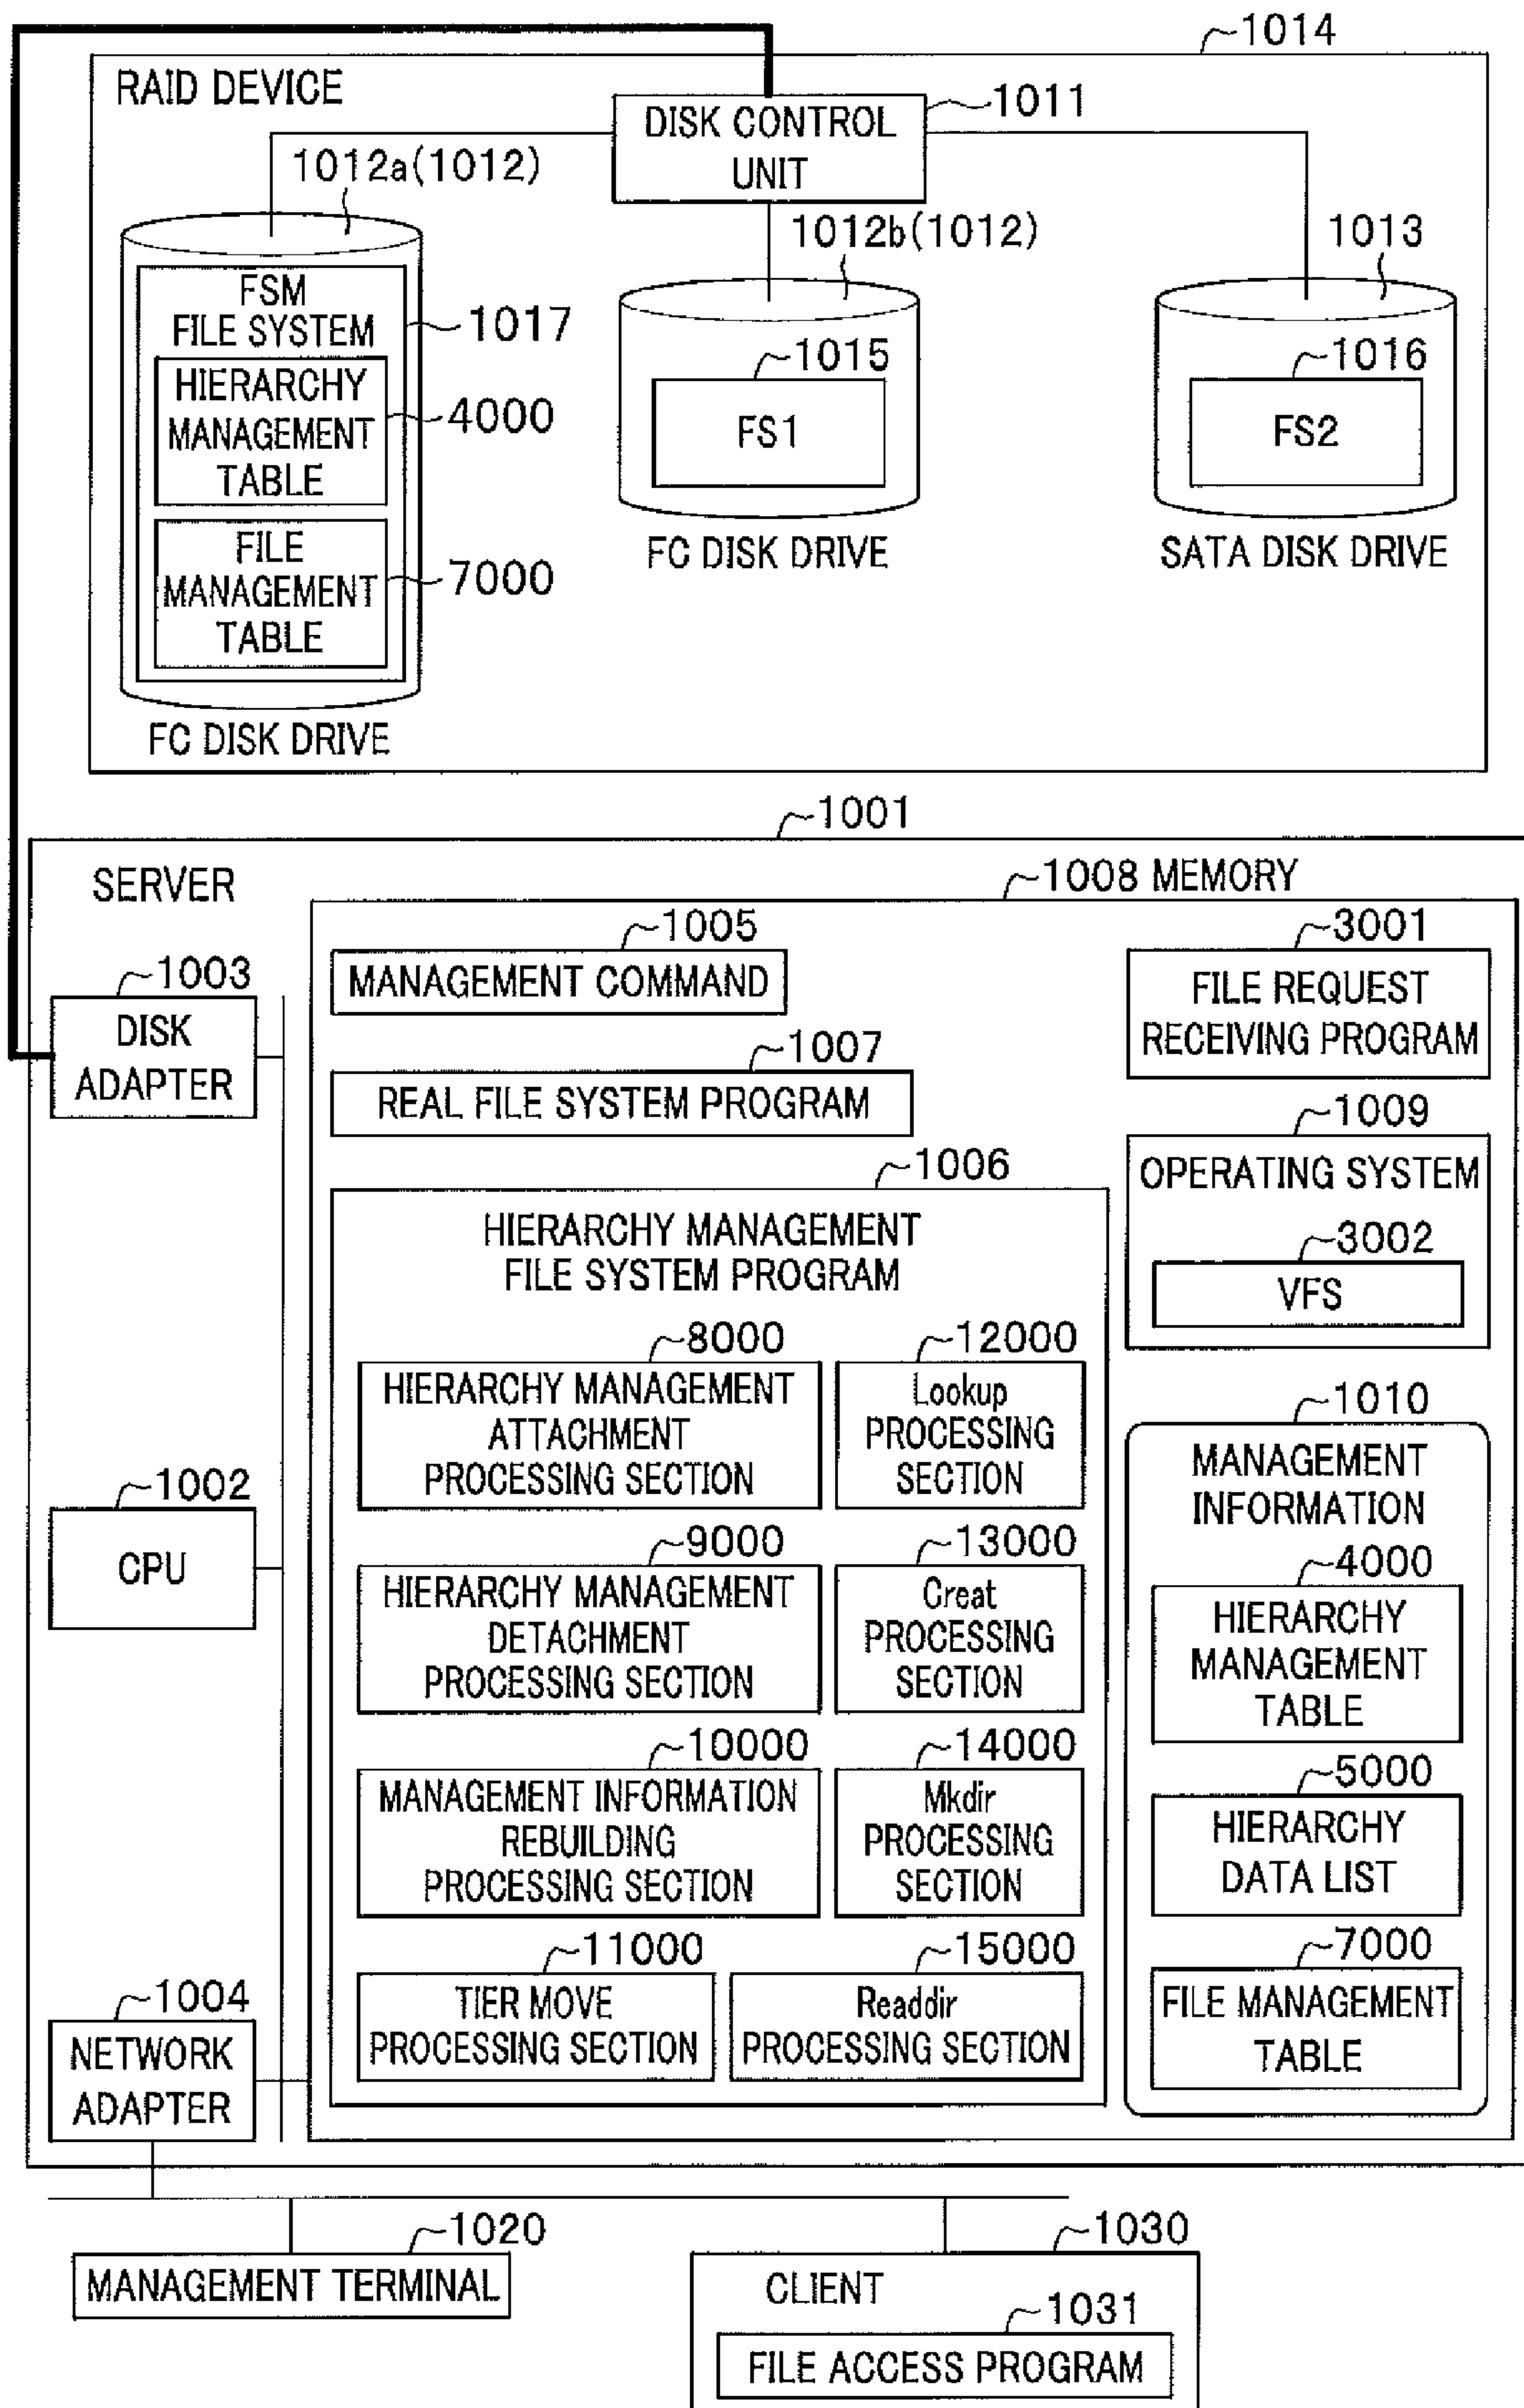 1014
RAID DEVICE
DISK CONTROL
UNIT
1011
1012a(1012)
1012b(1012)
1013
FSM
FILE SYSTEM
1017
HIERARCHY
MANAGEMENT
TABLE
4000
FILE
MANAGEMENT
TABLE
7000
FC DISK DRIVE
1015
FS1
FC DISK DRIVE
1016
FS2
SATA DISK DRIVE
1001
SERVER
1008 MEMORY
1003
DISK
ADAPTER
1002
CPU
1004
NETWORK
ADAPTER
1005
MANAGEMENT COMMAND
1007
REAL FILE SYSTEM PROGRAM
1006
HIERARCHY MANAGEMENT
FILE SYSTEM PROGRAM
8000
HIERARCHY MANAGEMENT
ATTACHMENT
PROCESSING SECTION
12000
Lookup
PROCESSING
SECTION
9000
HIERARCHY MANAGEMENT
DETACHMENT
PROCESSING SECTION
13000
Creat
PROCESSING
SECTION
10000
MANAGEMENT INFORMATION
REBUILDING
PROCESSING SECTION
14000
Mkdir
PROCESSING
SECTION
11000
TIER MOVE
PROCESSING SECTION
15000
Readdir
PROCESSING SECTION
3001
FILE REQUEST
RECEIVING PROGRAM
1009
OPERATING SYSTEM
3002
VFS
1010
MANAGEMENT
INFORMATION
4000
HIERARCHY
MANAGEMENT
TABLE
5000
HIERARCHY
DATA LIST
7000
FILE MANAGEMENT
TABLE
1020
MANAGEMENT TERMINAL
1030
CLIENT
1031
FILE ACCESS PROGRAM